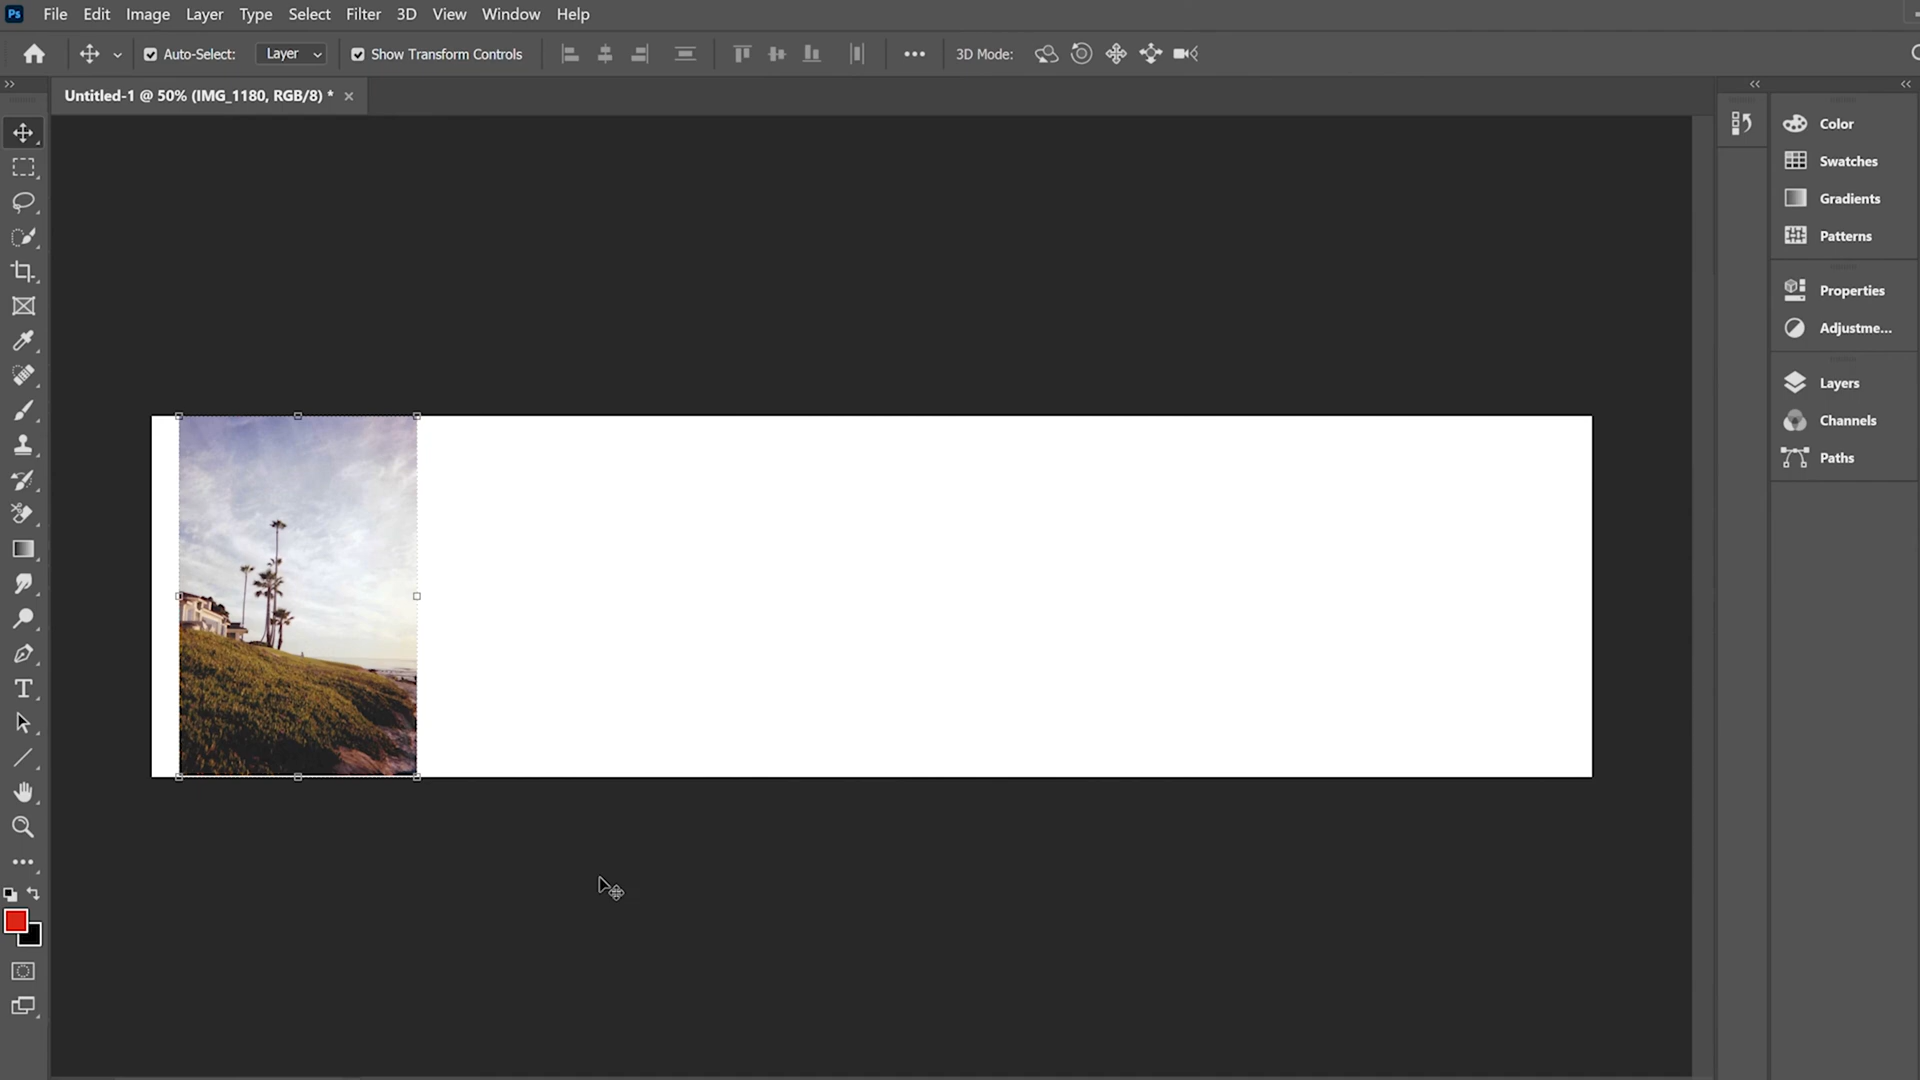 Ps File Edit Image Layer Type Select Filter 3D View Window Help
Auto-Select: Layer Show Transform Controls 3D Mode:
Untitled-1 @ 50% (IMG_1180, RGB/8) * ×
Color
Swatches
Gradients
Patterns
Properties
Adjustme...
Layers
Channels
Paths